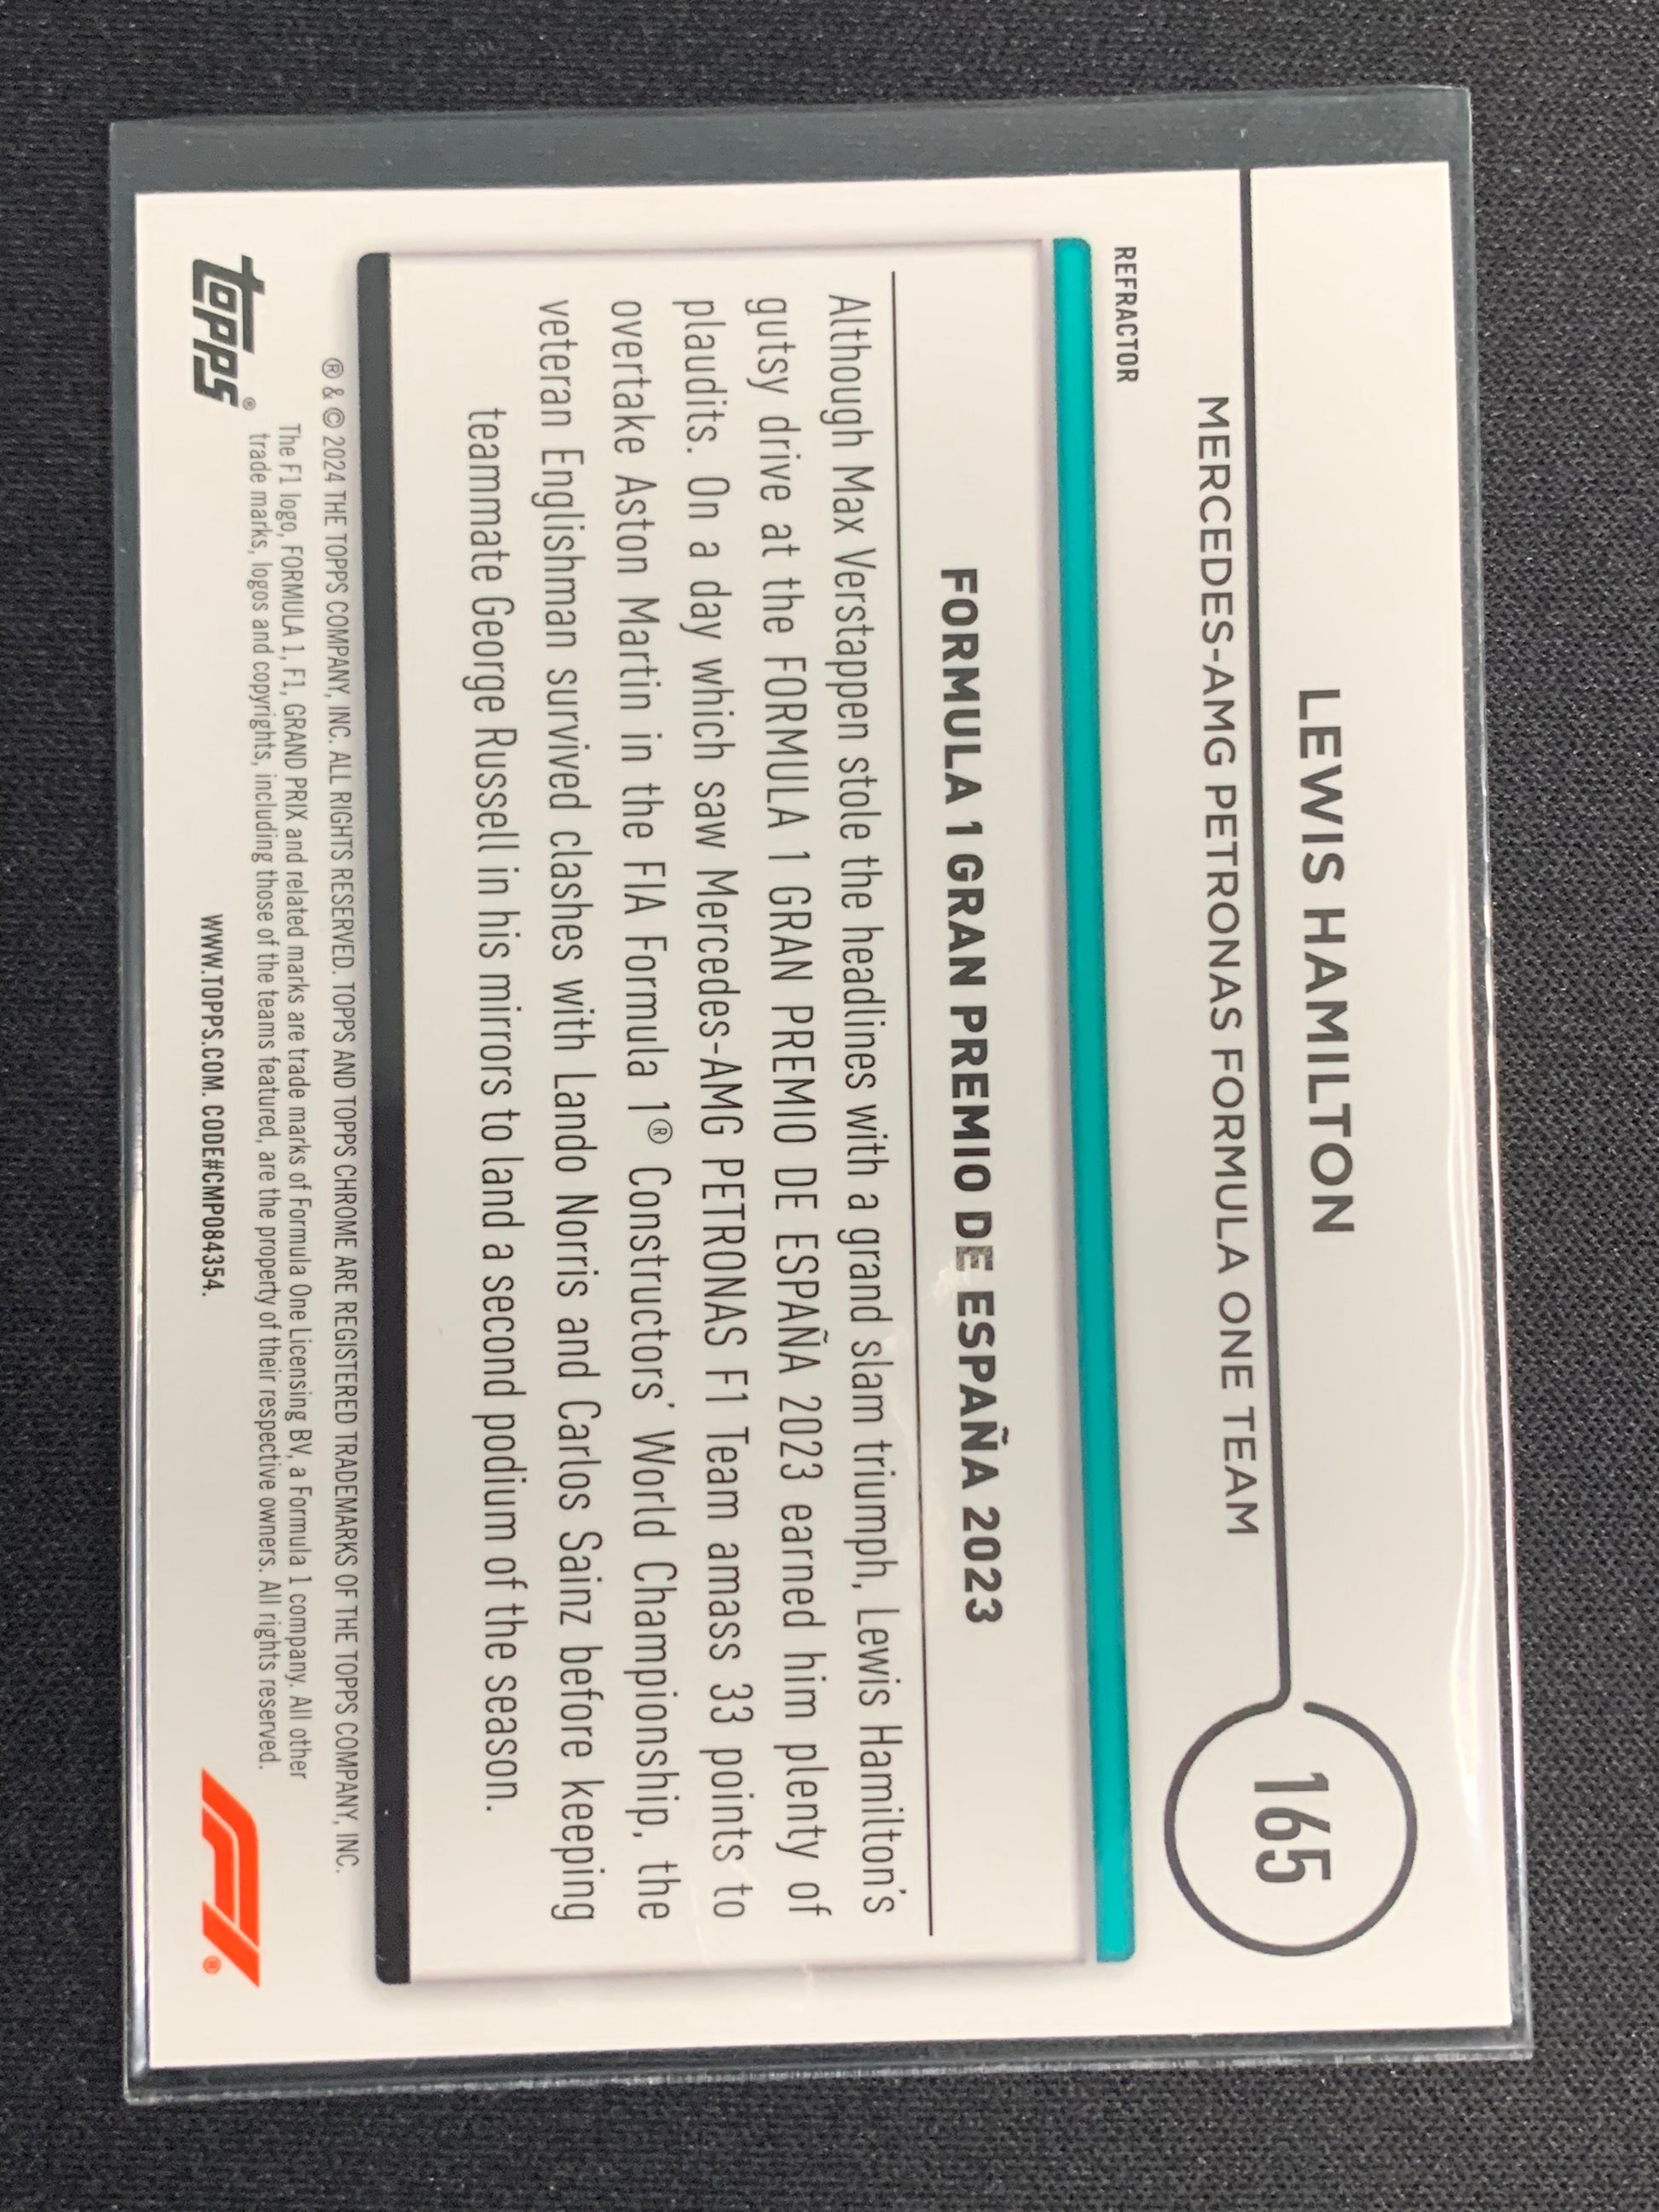 LEWIS HAMILTON
165
MERCEDES-AMG PETRONAS FORMULA ONE TEAM
REFRACTOR
FORMULA 1 GRAN PREMIO DE ESPAÑA 2023
Although Max Verstappen stole the headlines with a grand slam triumph, Lewis Hamilton's
gutsy drive at the FORMULA 1 GRAN PREMIO DE ESPAÑA 2023 earned him plenty of
plaudits. On a day which saw Mercedes-AMG PETRONAS F1 Team amass 33 points to
overtake Aston Martin in the FIA Formula 1® Constructors' World Championship, the
veteran Englishman survived clashes with Lando Norris and Carlos Sainz before keeping
teammate George Russell in his mirrors to land a second podium of the season.
® & © 2024 THE TOPPS COMPANY, INC. ALL RIGHTS RESERVED. TOPPS AND TOPPS CHROME ARE REGISTERED TRADEMARKS OF THE TOPPS COMPANY, INC.
The F1 logo, FORMULA 1, F1, GRAND PRIX and related marks are trade marks of Formula One Licensing BV, a Formula 1 company. All other
trade marks, logos and copyrights, including those of the teams featured, are the property of their respective owners. All rights reserved.
topps®
WWW.TOPPS.COM. CODE#CMP084354.
F1®